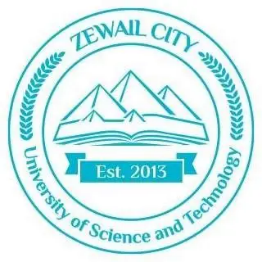 ZEWAIL CITY
Est. 2013
University of Science and Technology